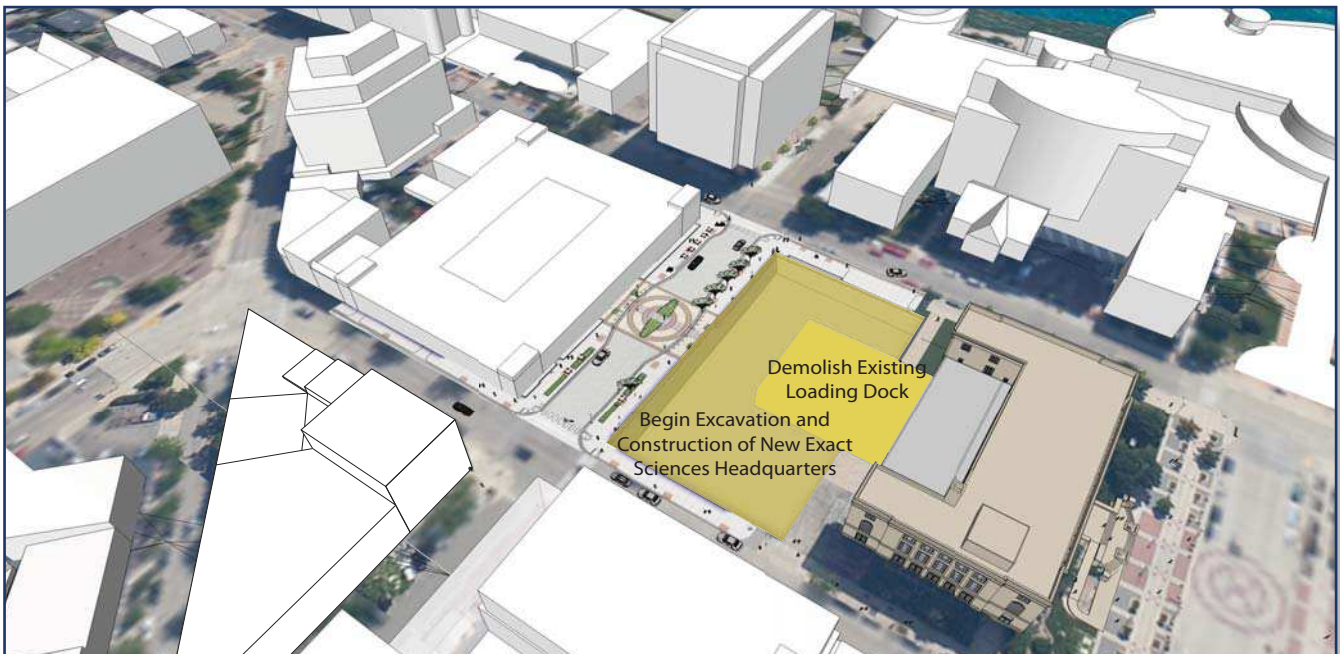 Demolish Existing
Loading Dock
Begin Excavation and
Construction of New Exact
Sciences Headquarters